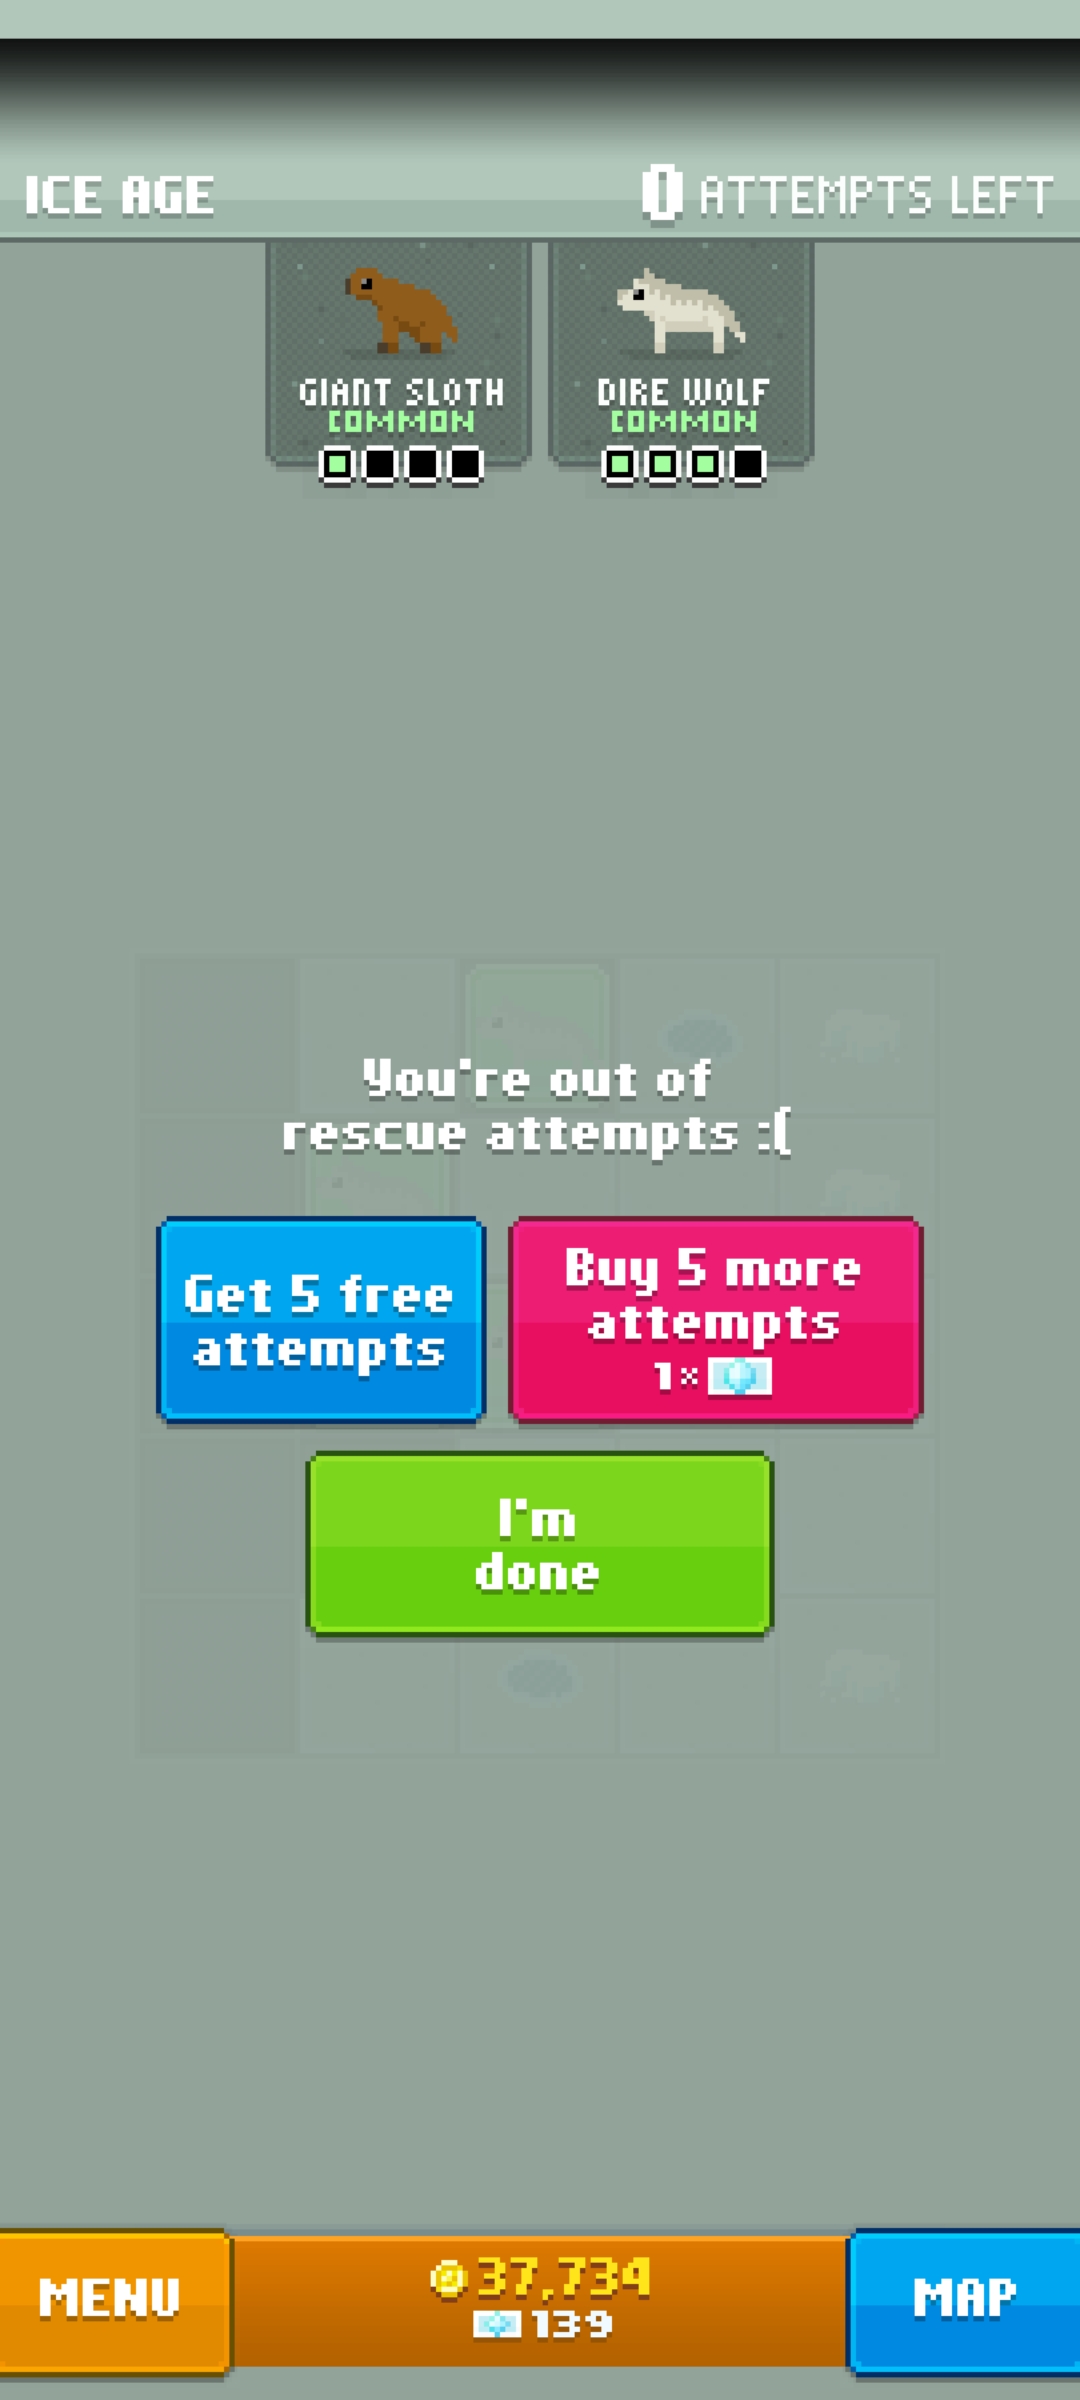 ICE AGE
0 ATTEMPTS LEFT
GIANT SLOTH
COMMON
DIRE WOLF
COMMON
You're out of
rescue attempts :(
Get 5 free
attempts
Buy 5 more
attempts
1×
I'm
done
MENU
37,734
139
MAP